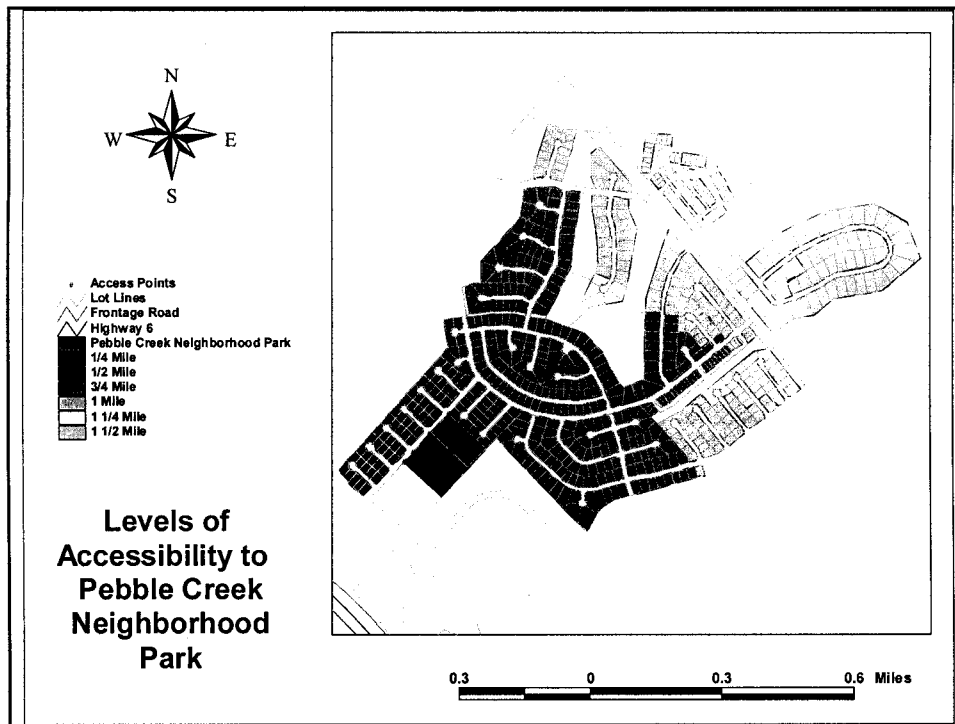 N
W E
S
Access Points
Lot Lines
Frontage Road
Highway 6
Pebble Creek Neighborhood Park
1/4 Mile
1/2 Mile
3/4 Mile
1 Mile
1 1/4 Mile
1 1/2 Mile
Levels of
Accessibility to
Pebble Creek
Neighborhood
Park
0.3 0 0.3 0.6 Miles